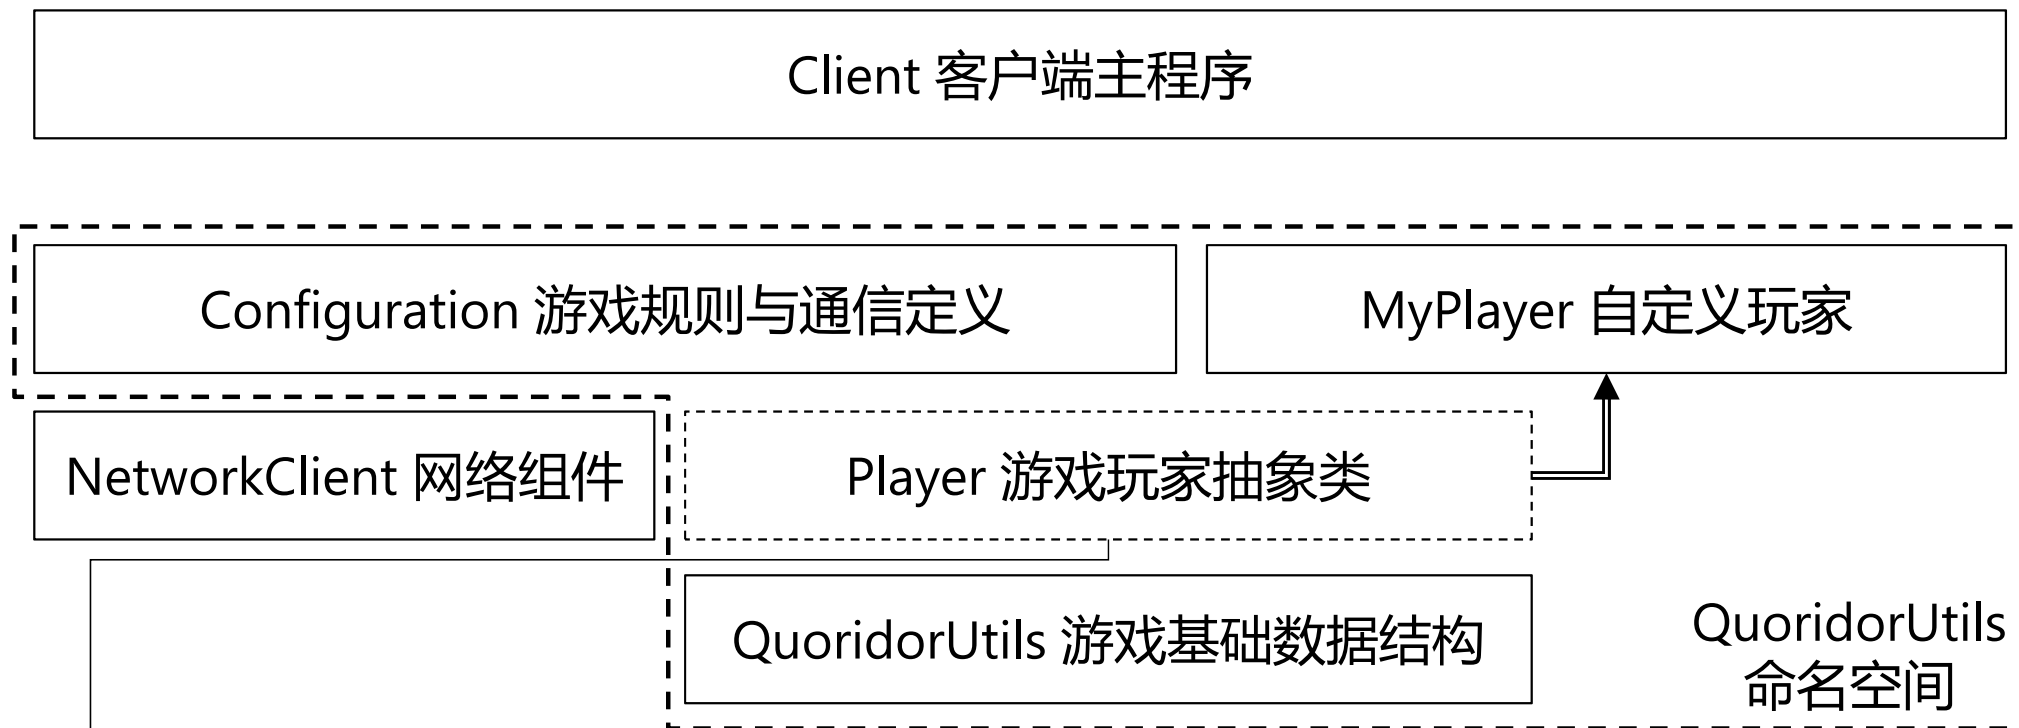 Client 客户端主程序
Configuration 游戏规则与通信定义
MyPlayer 自定义玩家
NetworkClient 网络组件
Player 游戏玩家抽象类
QuoridorUtils 游戏基础数据结构
QuoridorUtils
命名空间